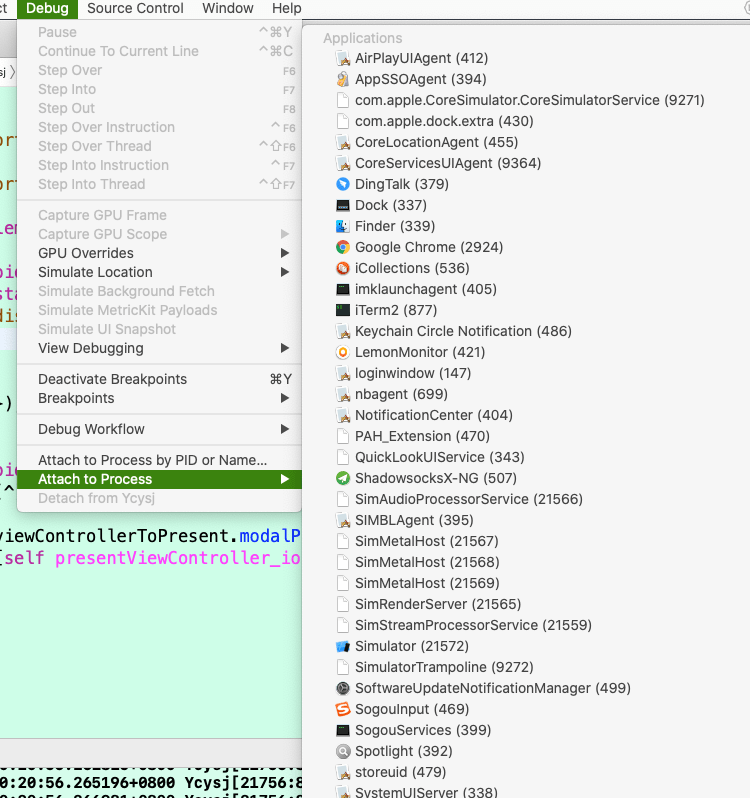 Debug Source Control Window Help
Pause ^⌘Y
Continue To Current Line ^⌘C
Step Over F6
Step Into F7
Step Out F8
Step Over Instruction ^F6
Step Over Thread ^⇧F6
Step Into Instruction ^F7
Step Into Thread ^⇧F7
Capture GPU Frame
Capture GPU Scope
GPU Overrides
Simulate Location
Simulate Background Fetch
Simulate MetricKit Payloads
Simulate UI Snapshot
View Debugging
Deactivate Breakpoints ⌘Y
Breakpoints
Debug Workflow
Attach to Process by PID or Name...
Attach to Process
Detach from Ycysj
Applications
AirPlayUIAgent (412)
AppSSOAgent (394)
com.apple.CoreSimulator.CoreSimulatorService (9271)
com.apple.dock.extra (430)
CoreLocationAgent (455)
CoreServicesUIAgent (9364)
DingTalk (379)
Dock (337)
Finder (339)
Google Chrome (2924)
iCollections (536)
imklaunchagent (405)
iTerm2 (877)
Keychain Circle Notification (486)
LemonMonitor (421)
loginwindow (147)
nbagent (699)
NotificationCenter (404)
PAH_Extension (470)
QuickLookUIService (343)
ShadowsocksX-NG (507)
SimAudioProcessorService (21566)
SIMBLAgent (395)
SimMetalHost (21567)
SimMetalHost (21568)
SimMetalHost (21569)
SimRenderServer (21565)
SimStreamProcessorService (21559)
Simulator (21572)
SimulatorTrampoline (9272)
SoftwareUpdateNotificationManager (499)
SogouInput (469)
SogouServices (399)
Spotlight (392)
storeuid (479)
SystemUIServer (338)
viewControllerToPresent.modalP
[self presentViewController_io
0:20:56.265196+0800 Ycysj[21756:8